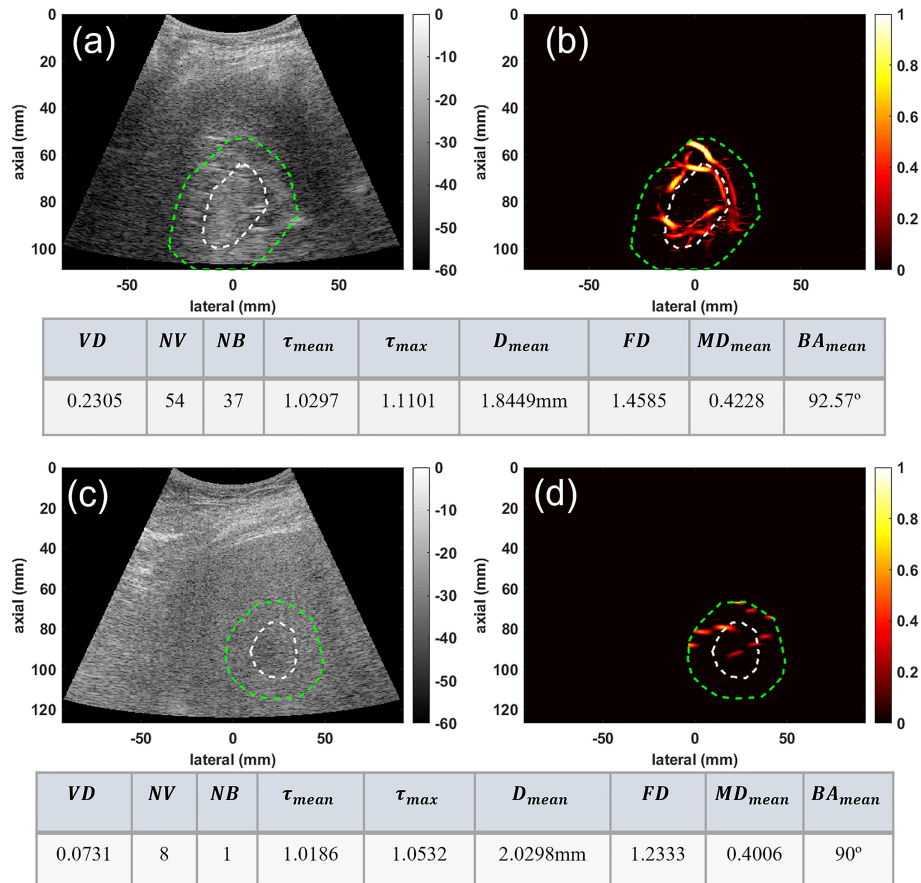 (a)
0
20
40
60
80
100
axial (mm)
-50 0 50
lateral (mm)
0
-10
-20
-30
-40
-50
-60
(b)
0
20
40
60
80
100
axial (mm)
-50 0 50
lateral (mm)
1
0.8
0.6
0.4
0.2
0
VD NV NB τmean τmax Dmean FD MDmean BAmean
0.2305 54 37 1.0297 1.1101 1.8449mm 1.4585 0.4228 92.57º
(c)
0
20
40
60
80
100
120
axial (mm)
-50 0 50
lateral (mm)
0
-10
-20
-30
-40
-50
-60
(d)
0
20
40
60
80
100
120
axial (mm)
-50 0 50
lateral (mm)
1
0.8
0.6
0.4
0.2
0
VD NV NB τmean τmax Dmean FD MDmean BAmean
0.0731 8 1 1.0186 1.0532 2.0298mm 1.2333 0.4006 90º